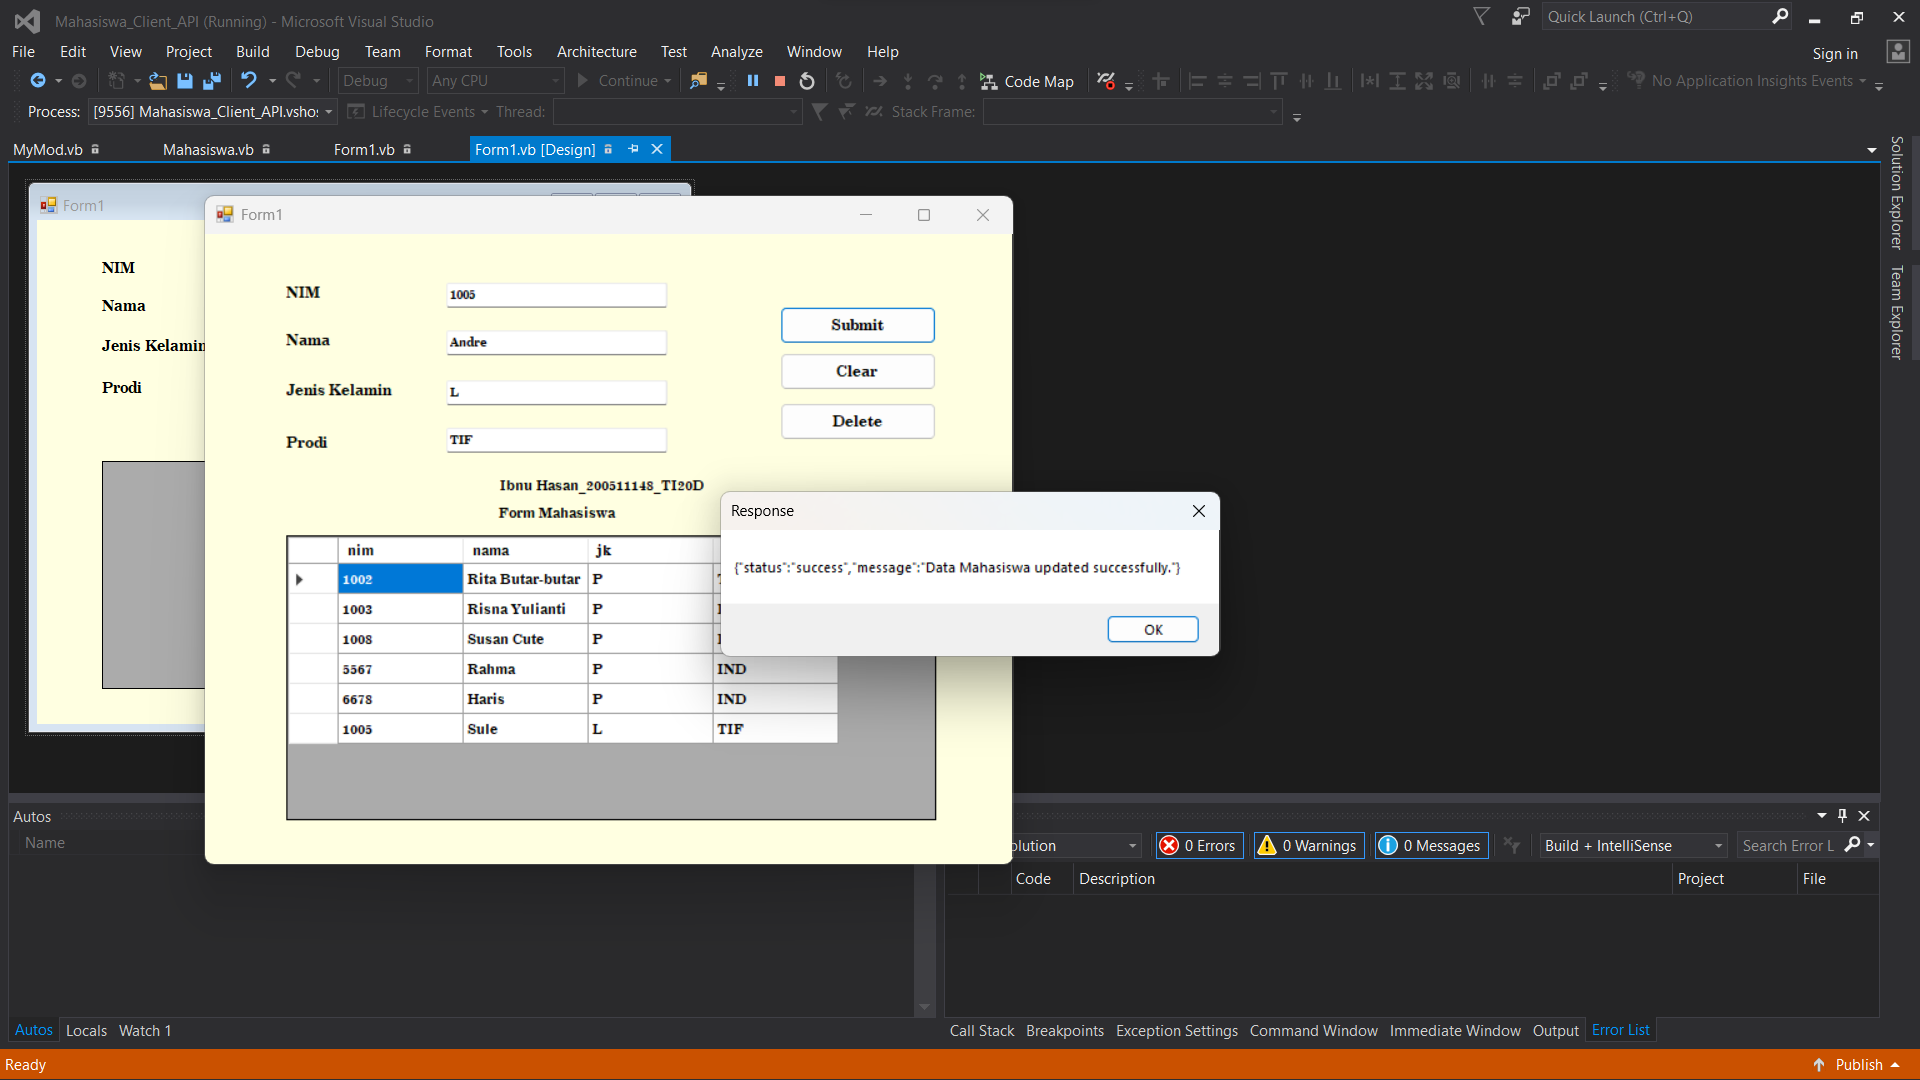 Mahasiswa_Client_API (Running) - Microsoft Visual Studio
Quick Launch (Ctrl+Q)
File Edit View Project Build Debug Team Format Tools Architecture Test Analyze Window Help
Sign in
Debug Any CPU Continue Code Map No Application Insights Events
Process: [9556] Mahasiswa_Client_API.vshos Lifecycle Events Thread: Stack Frame:
MyMod.vb Mahasiswa.vb Form1.vb Form1.vb [Design]
Solution Explorer
Team Explorer
Form1
NIM
Nama
Jenis Kelamin
Prodi
Form1
NIM 1005
Nama Andre
Jenis Kelamin L
Prodi TIF
Submit
Clear
Delete
Ibnu Hasan_200511148_TI20D
Form Mahasiswa
nim nama jk
1002 Rita Butar-butar P
1003 Risna Yulianti P
1008 Susan Cute P
5567 Rahma P IND
6678 Haris P IND
1005 Sule L TIF
Response
{"status":"success","message":"Data Mahasiswa updated successfully."}
OK
Autos
Name
Autos Locals Watch 1
olution 0 Errors 0 Warnings 0 Messages Build + IntelliSense Search Error L
Code Description Project File
Call Stack Breakpoints Exception Settings Command Window Immediate Window Output Error List
Ready
Publish